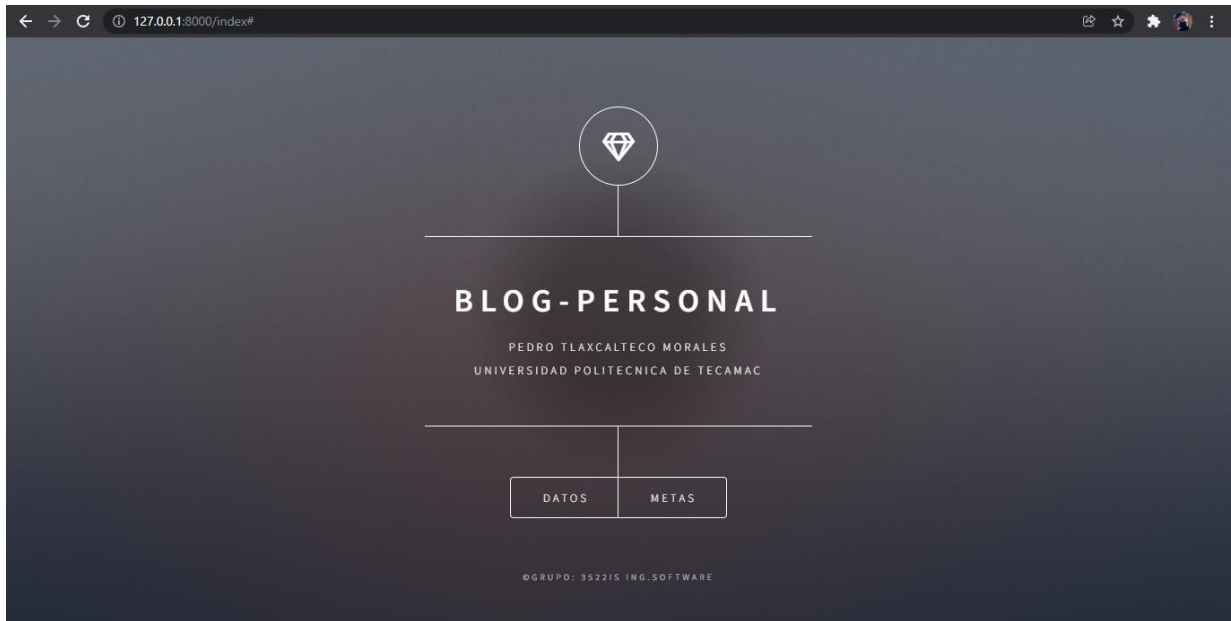 127.0.0.1:8000/index#
BLOG-PERSONAL
PEDRO TLAXCALTECO MORALES
UNIVERSIDAD POLITECNICA DE TECAMAC
DATOS METAS
©GRUPO: 3522IS ING.SOFTWARE